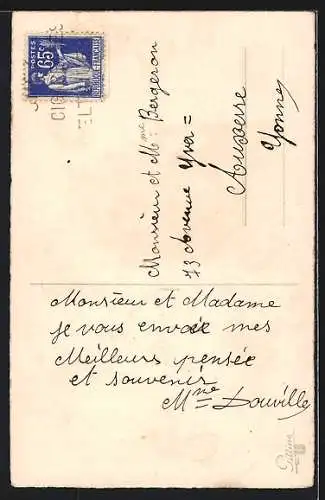 POSTES
65c
REPUBLIQUE FRANÇAISE
Monsieur et Mme Bergeron
73 Avenue Yver =
Auxerre
Yonne
Monsieur et Madame
je vous envoie mes
Meilleurs pensée
et souvenir
Mme Douville